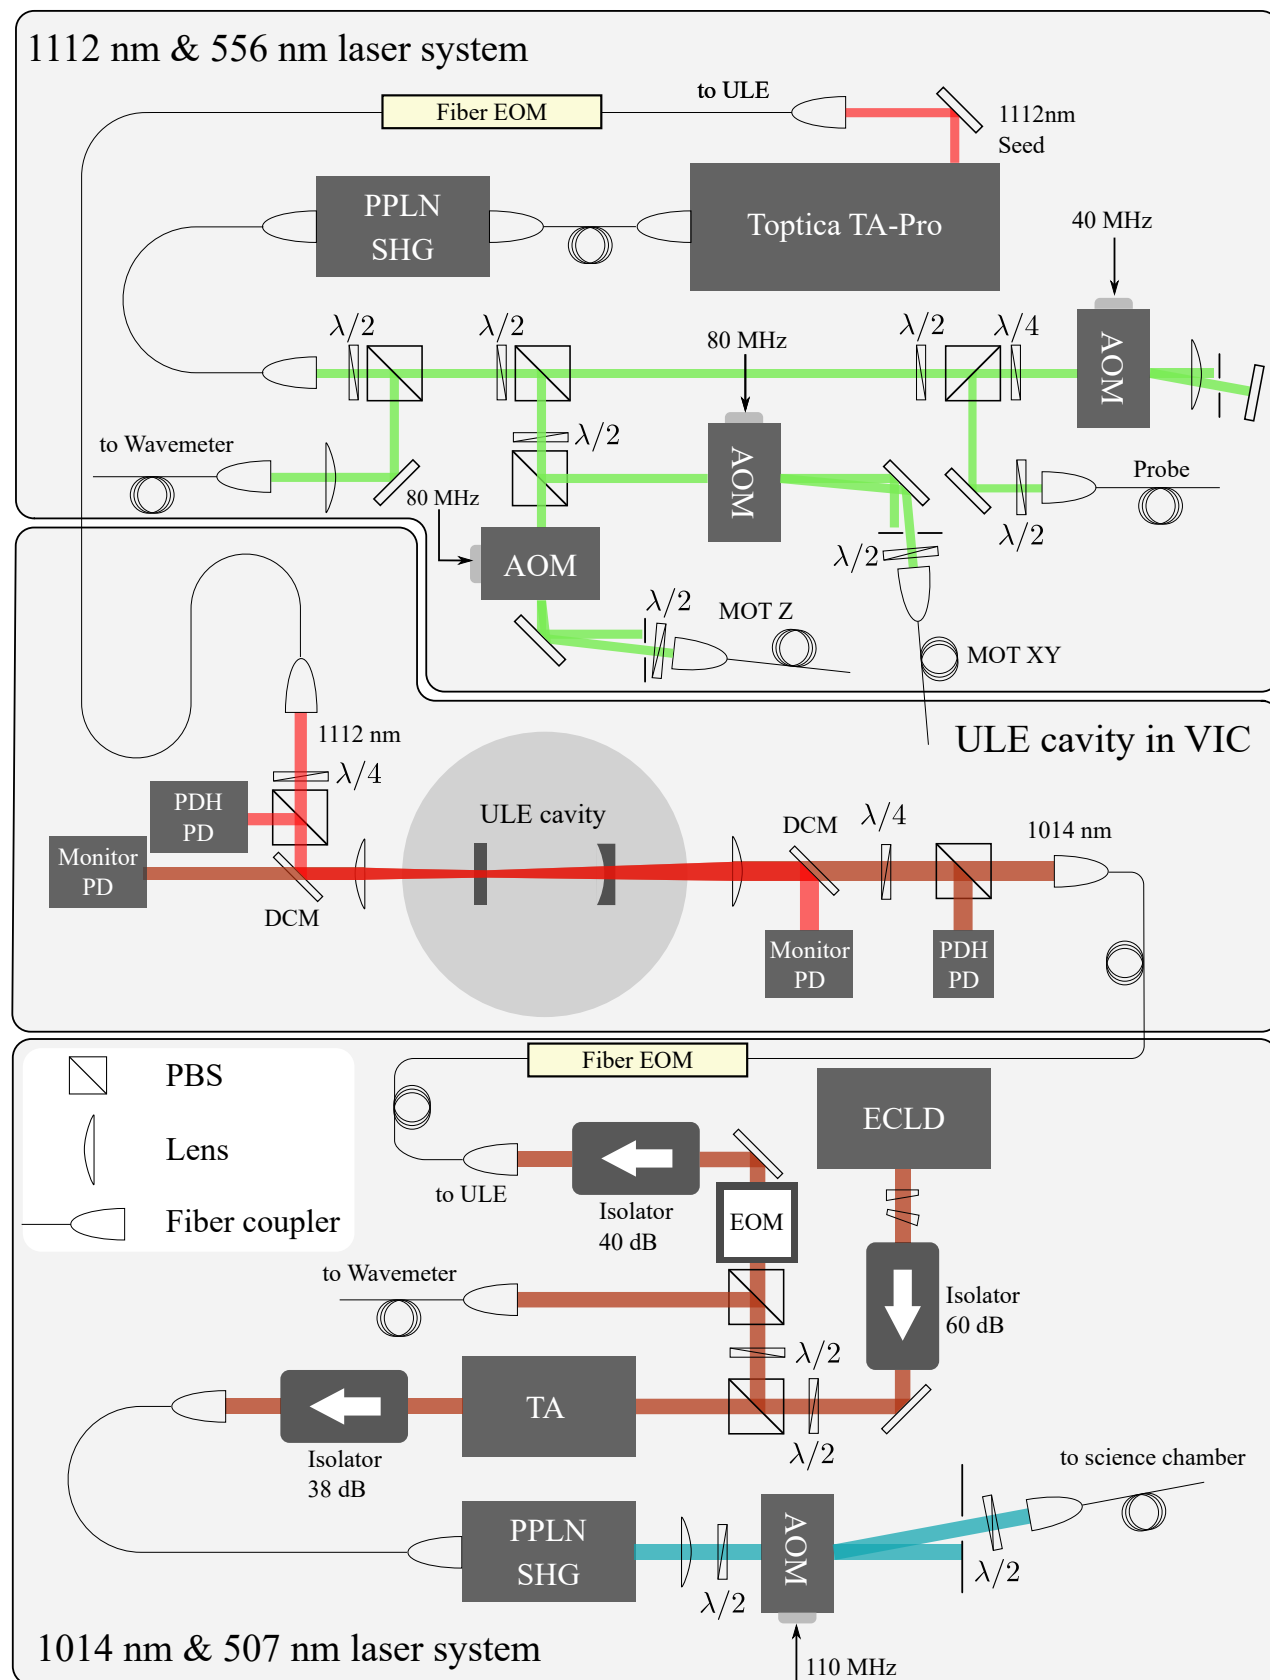 1112 nm & 556 nm laser system
to ULE
Fiber EOM
1112nm
Seed
PPLN
SHG
Toptica TA-Pro
40 MHz
λ/2
λ/2
80 MHz
λ/2
λ/4
AOM
to Wavemeter
λ/2
AOM
Probe
80 MHz
λ/2
λ/2
AOM
λ/2
MOT Z
MOT XY
1112 nm
λ/4
ULE cavity in VIC
PDH
PD
Monitor
PD
DCM
ULE cavity
DCM
λ/4
1014 nm
Monitor
PD
PDH
PD
Fiber EOM
PBS
Lens
Fiber coupler
ECLD
to ULE
Isolator
40 dB
EOM
to Wavemeter
Isolator
60 dB
λ/2
TA
Isolator
38 dB
λ/2
to science chamber
PPLN
SHG
λ/2
AOM
λ/2
110 MHz
1014 nm & 507 nm laser system